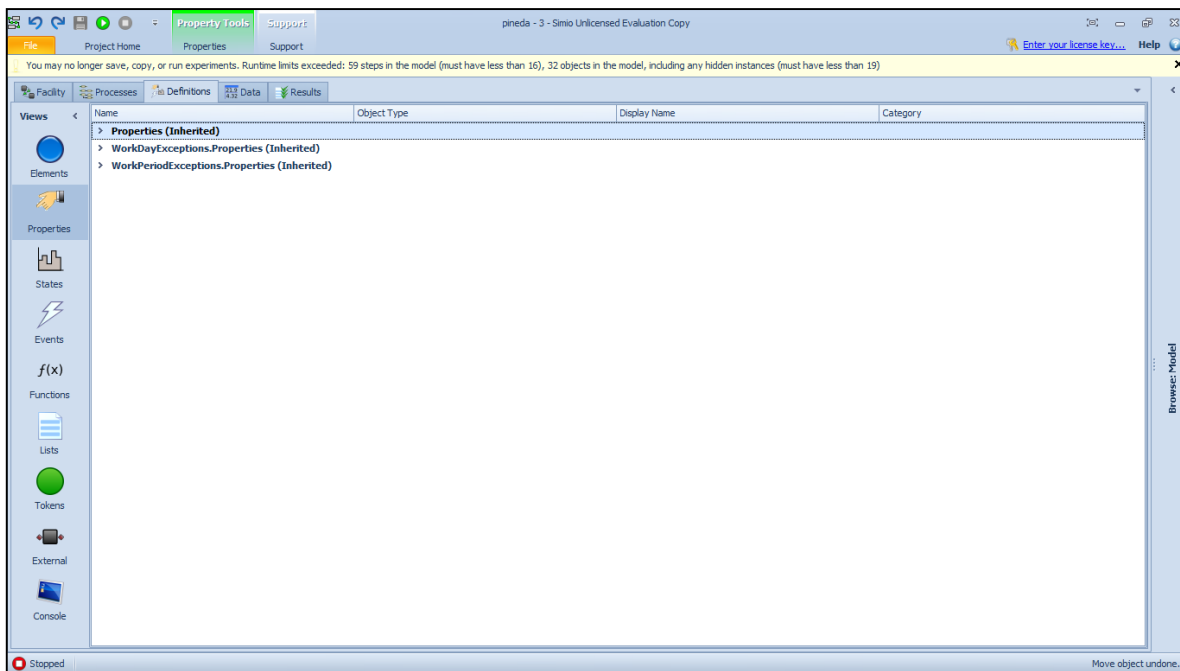 Property Tools Support pineda - 3 - Simio Unlicensed Evaluation Copy
File Project Home Properties Support Enter your license key... Help
You may no longer save, copy, or run experiments. Runtime limits exceeded: 59 steps in the model (must have less than 16), 32 objects in the model, including any hidden instances (must have less than 19)
Facility Processes Definitions Data Results
Views
Name Object Type Display Name Category
Properties (Inherited)
WorkDayExceptions.Properties (Inherited)
WorkPeriodExceptions.Properties (Inherited)
Elements
Properties
States
Events
f(x)
Functions
Lists
Tokens
External
Console
Browse: Model
Stopped Move object undone.